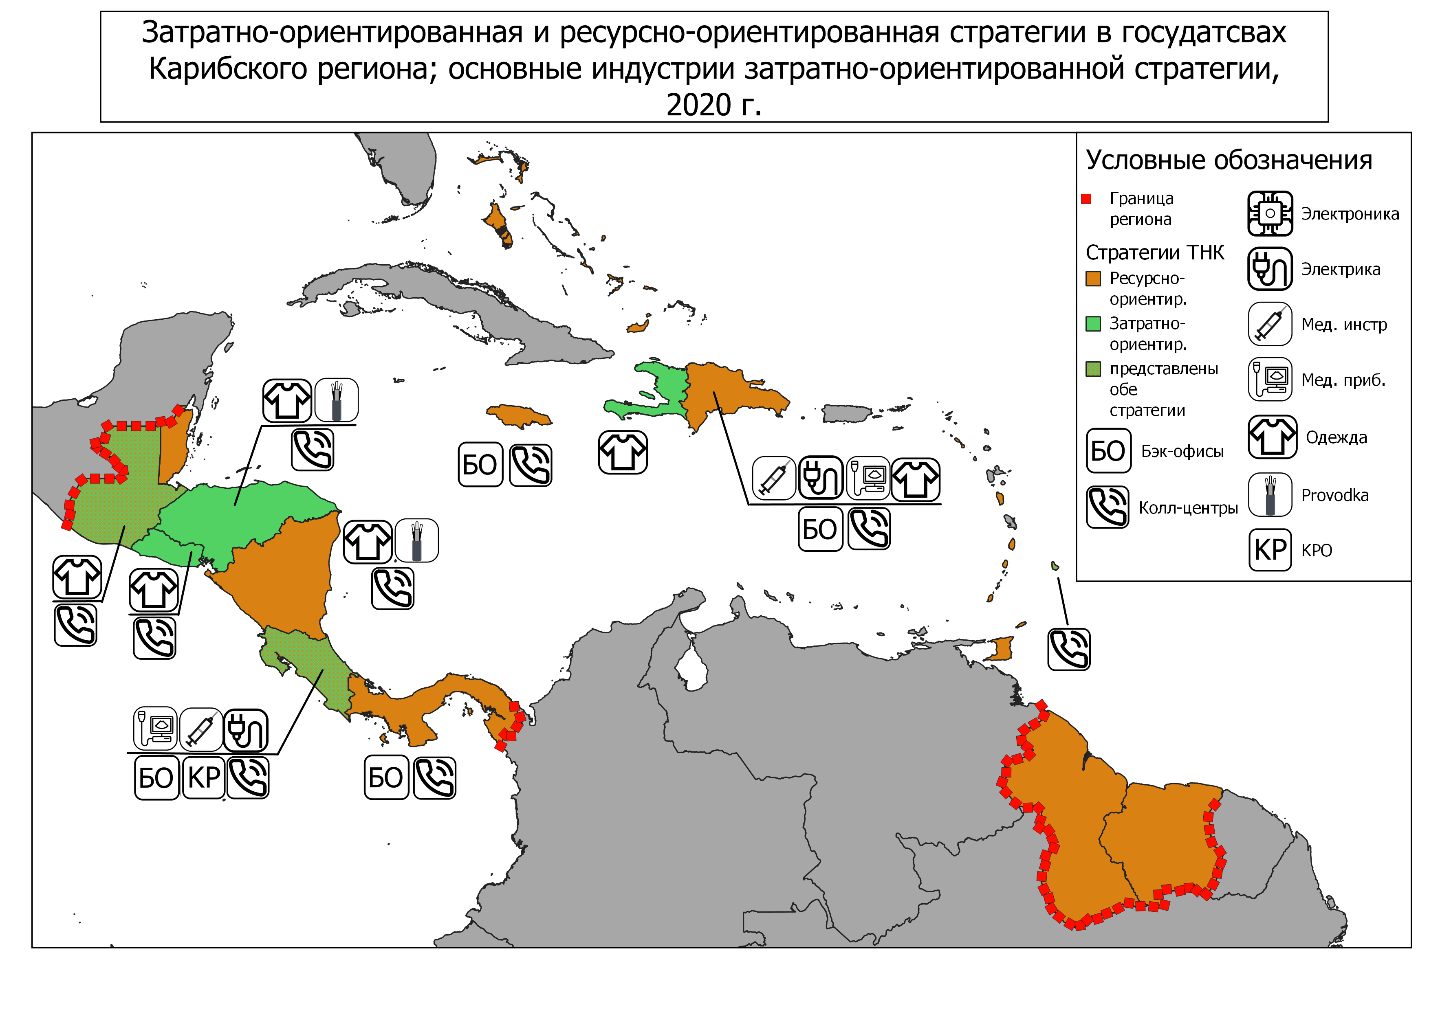 Затратно-ориентированная и ресурсно-ориентированная стратегии в госудатсвах
Карибского региона; основные индустрии затратно-ориентированной стратегии,
2020 г.
Условные обозначения
Граница
региона
Стратегии ТНК
Ресурсно-
ориентир.
Затратно-
ориентир.
представлены
обе
стратегии
БО Бэк-офисы
Колл-центры
Электроника
Электрика
Мед. инстр
Мед. приб.
Одежда
Provodka
КР КРО
БО
БО
БО КР
БО